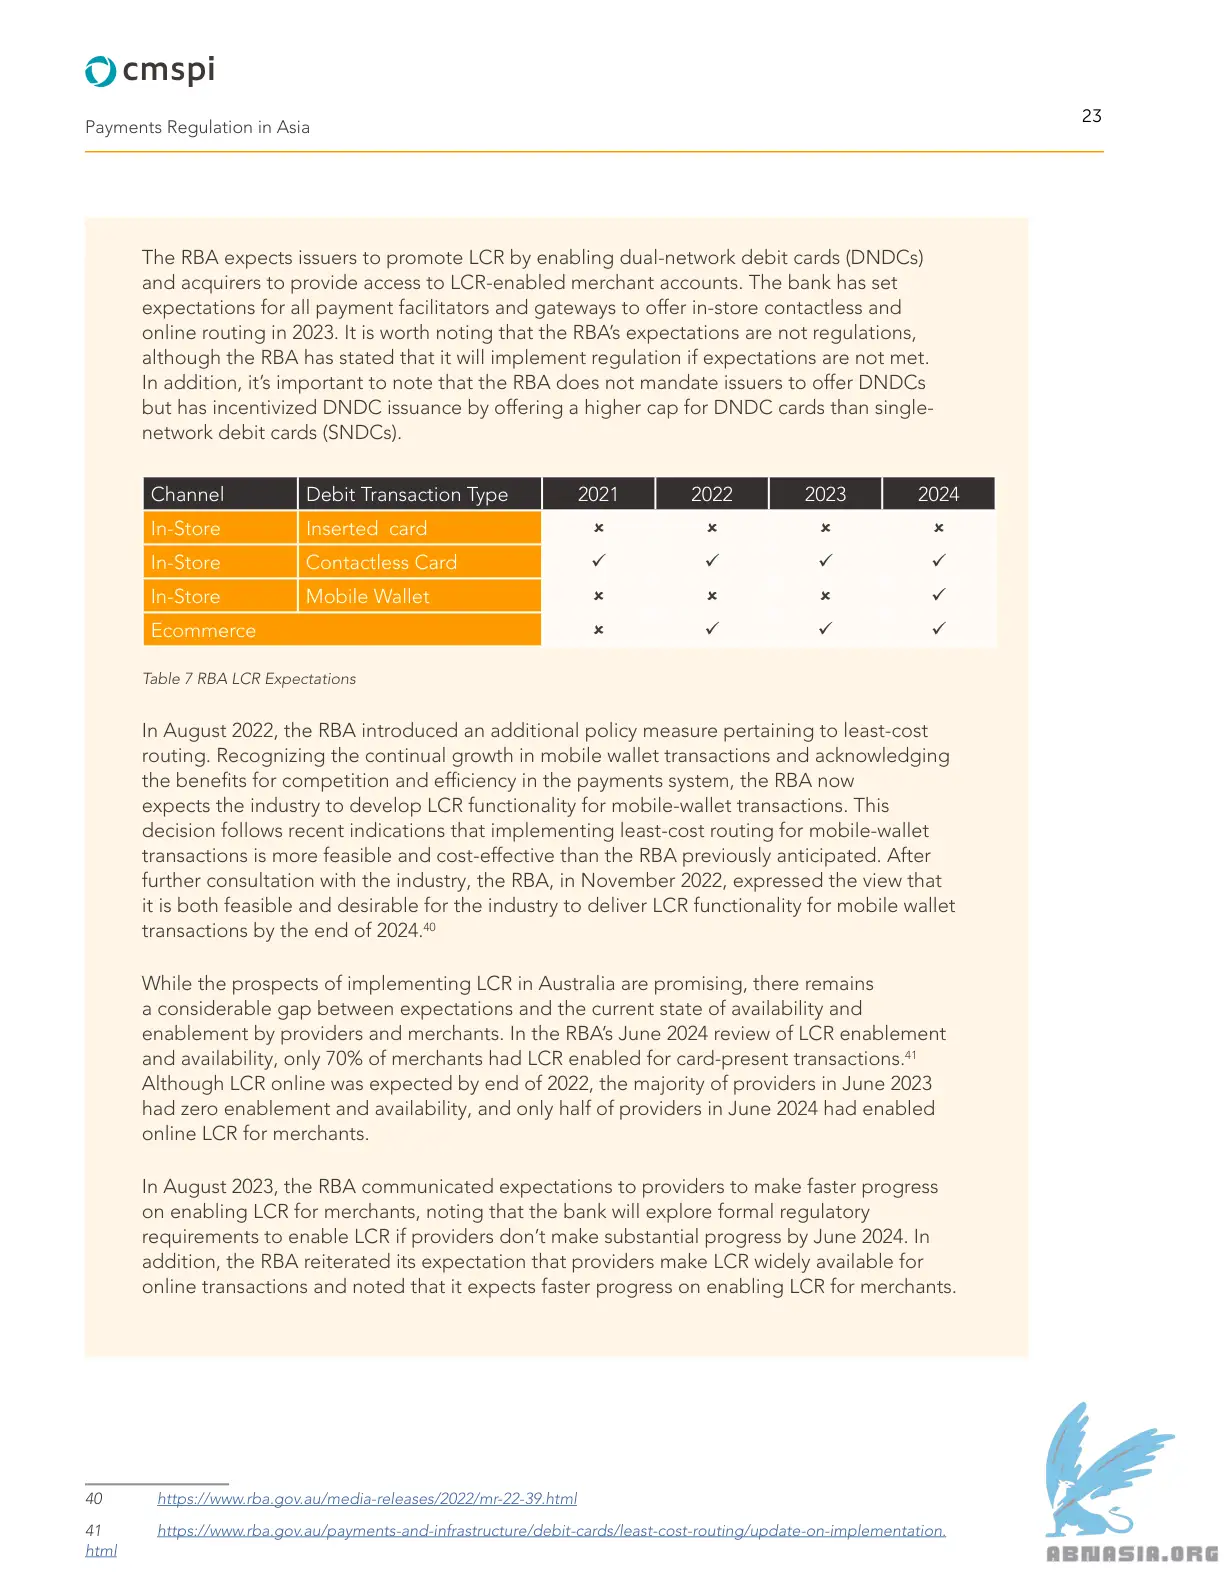 cmspi
Payments Regulation in Asia
23
The RBA expects issuers to promote LCR by enabling dual-network debit cards (DNDCs)
and acquirers to provide access to LCR-enabled merchant accounts. The bank has set
expectations for all payment facilitators and gateways to offer in-store contactless and
online routing in 2023. It is worth noting that the RBA’s expectations are not regulations,
although the RBA has stated that it will implement regulation if expectations are not met.
In addition, it’s important to note that the RBA does not mandate issuers to offer DNDCs
but has incentivized DNDC issuance by offering a higher cap for DNDC cards than single-
network debit cards (SNDCs).
Channel Debit Transaction Type 2021 2022 2023 2024
In-Store Inserted card × × × ×
In-Store Contactless Card ✓ ✓ ✓ ✓
In-Store Mobile Wallet × × × ✓
Ecommerce × ✓ ✓ ✓
Table 7 RBA LCR Expectations
In August 2022, the RBA introduced an additional policy measure pertaining to least-cost
routing. Recognizing the continual growth in mobile wallet transactions and acknowledging
the benefits for competition and efficiency in the payments system, the RBA now
expects the industry to develop LCR functionality for mobile-wallet transactions. This
decision follows recent indications that implementing least-cost routing for mobile-wallet
transactions is more feasible and cost-effective than the RBA previously anticipated. After
further consultation with the industry, the RBA, in November 2022, expressed the view that
it is both feasible and desirable for the industry to deliver LCR functionality for mobile wallet
transactions by the end of 2024.40
While the prospects of implementing LCR in Australia are promising, there remains
a considerable gap between expectations and the current state of availability and
enablement by providers and merchants. In the RBA’s June 2024 review of LCR enablement
and availability, only 70% of merchants had LCR enabled for card-present transactions.41
Although LCR online was expected by end of 2022, the majority of providers in June 2023
had zero enablement and availability, and only half of providers in June 2024 had enabled
online LCR for merchants.
In August 2023, the RBA communicated expectations to providers to make faster progress
on enabling LCR for merchants, noting that the bank will explore formal regulatory
requirements to enable LCR if providers don’t make substantial progress by June 2024. In
addition, the RBA reiterated its expectation that providers make LCR widely available for
online transactions and noted that it expects faster progress on enabling LCR for merchants.
40 https://www.rba.gov.au/media-releases/2022/mr-22-39.html
41 https://www.rba.gov.au/payments-and-infrastructure/debit-cards/least-cost-routing/update-on-implementation.
html
ABNASIA.ORG